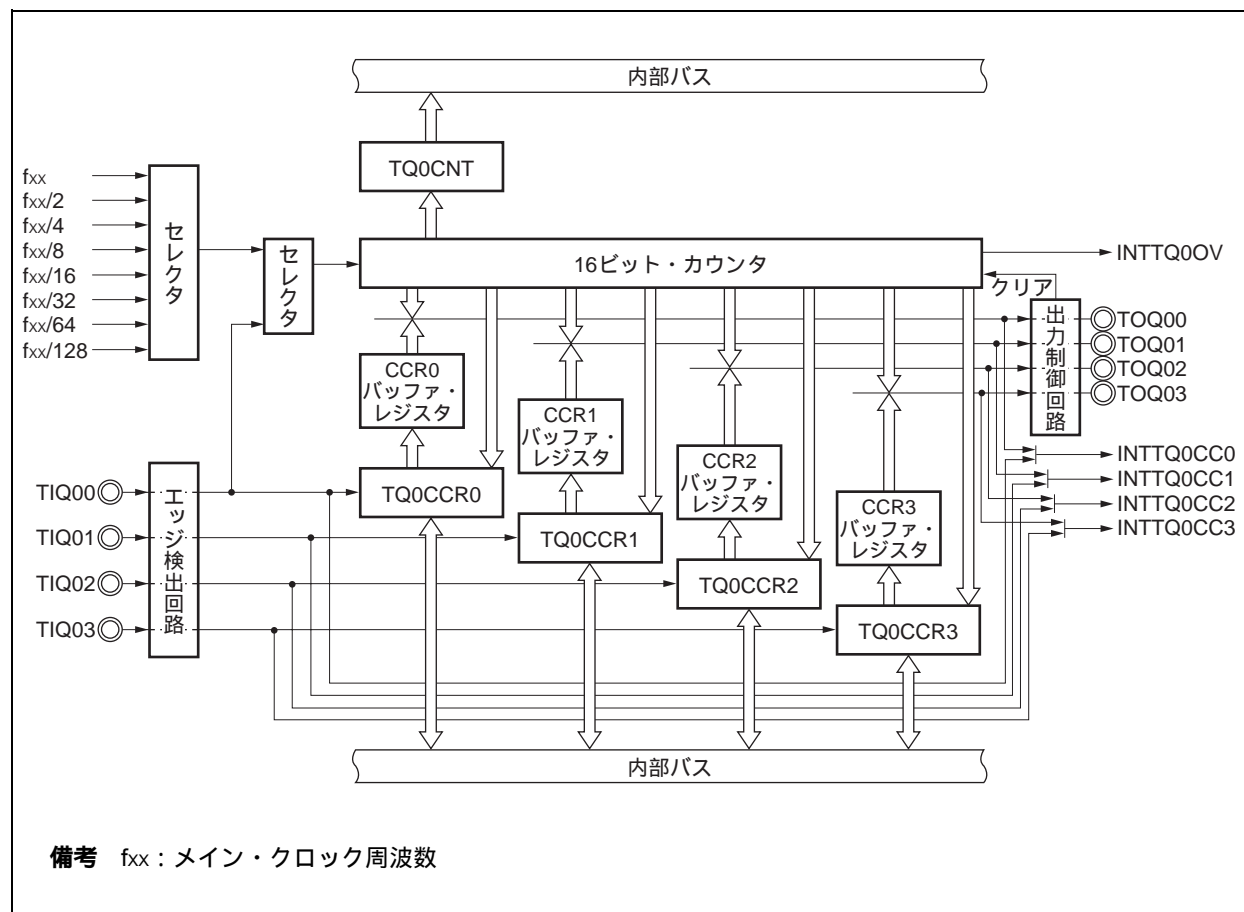 内部バス
TQ0CNT
fxx
fxx/2
fxx/4
fxx/8
fxx/16
fxx/32
fxx/64
fxx/128
セレクタ
セレクタ
16ビット・カウンタ
INTTQ0OV
クリア
出力制御回路
TOQ00
TOQ01
TOQ02
TOQ03
CCR0
バッファ・
レジスタ
CCR1
バッファ・
レジスタ
CCR2
バッファ・
レジスタ
CCR3
バッファ・
レジスタ
INTTQ0CC0
INTTQ0CC1
INTTQ0CC2
INTTQ0CC3
TIQ00
TIQ01
TIQ02
TIQ03
エッジ検出回路
TQ0CCR0
TQ0CCR1
TQ0CCR2
TQ0CCR3
内部バス
備考 fxx：メイン・クロック周波数